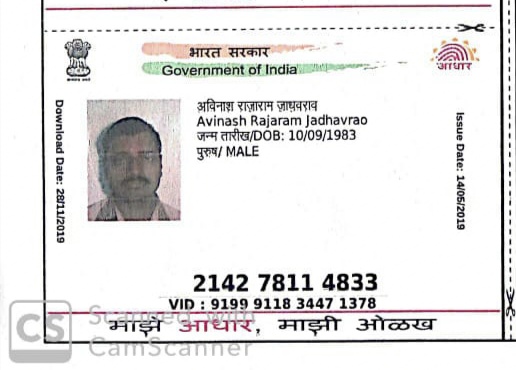 भारत सरकार
Government of India
आधार
Download Date: 28/11/2019
अविनाश राजाराम जाधवराव
Avinash Rajaram Jadhavrao
जन्म तारीख/DOB: 10/09/1983
पुरुष/ MALE
Issue Date: 14/05/2019
2142 7811 4833
VID : 9199 9118 3447 1378
माझे आधार, माझी ओळख
CS
Scanned with
CamScanner